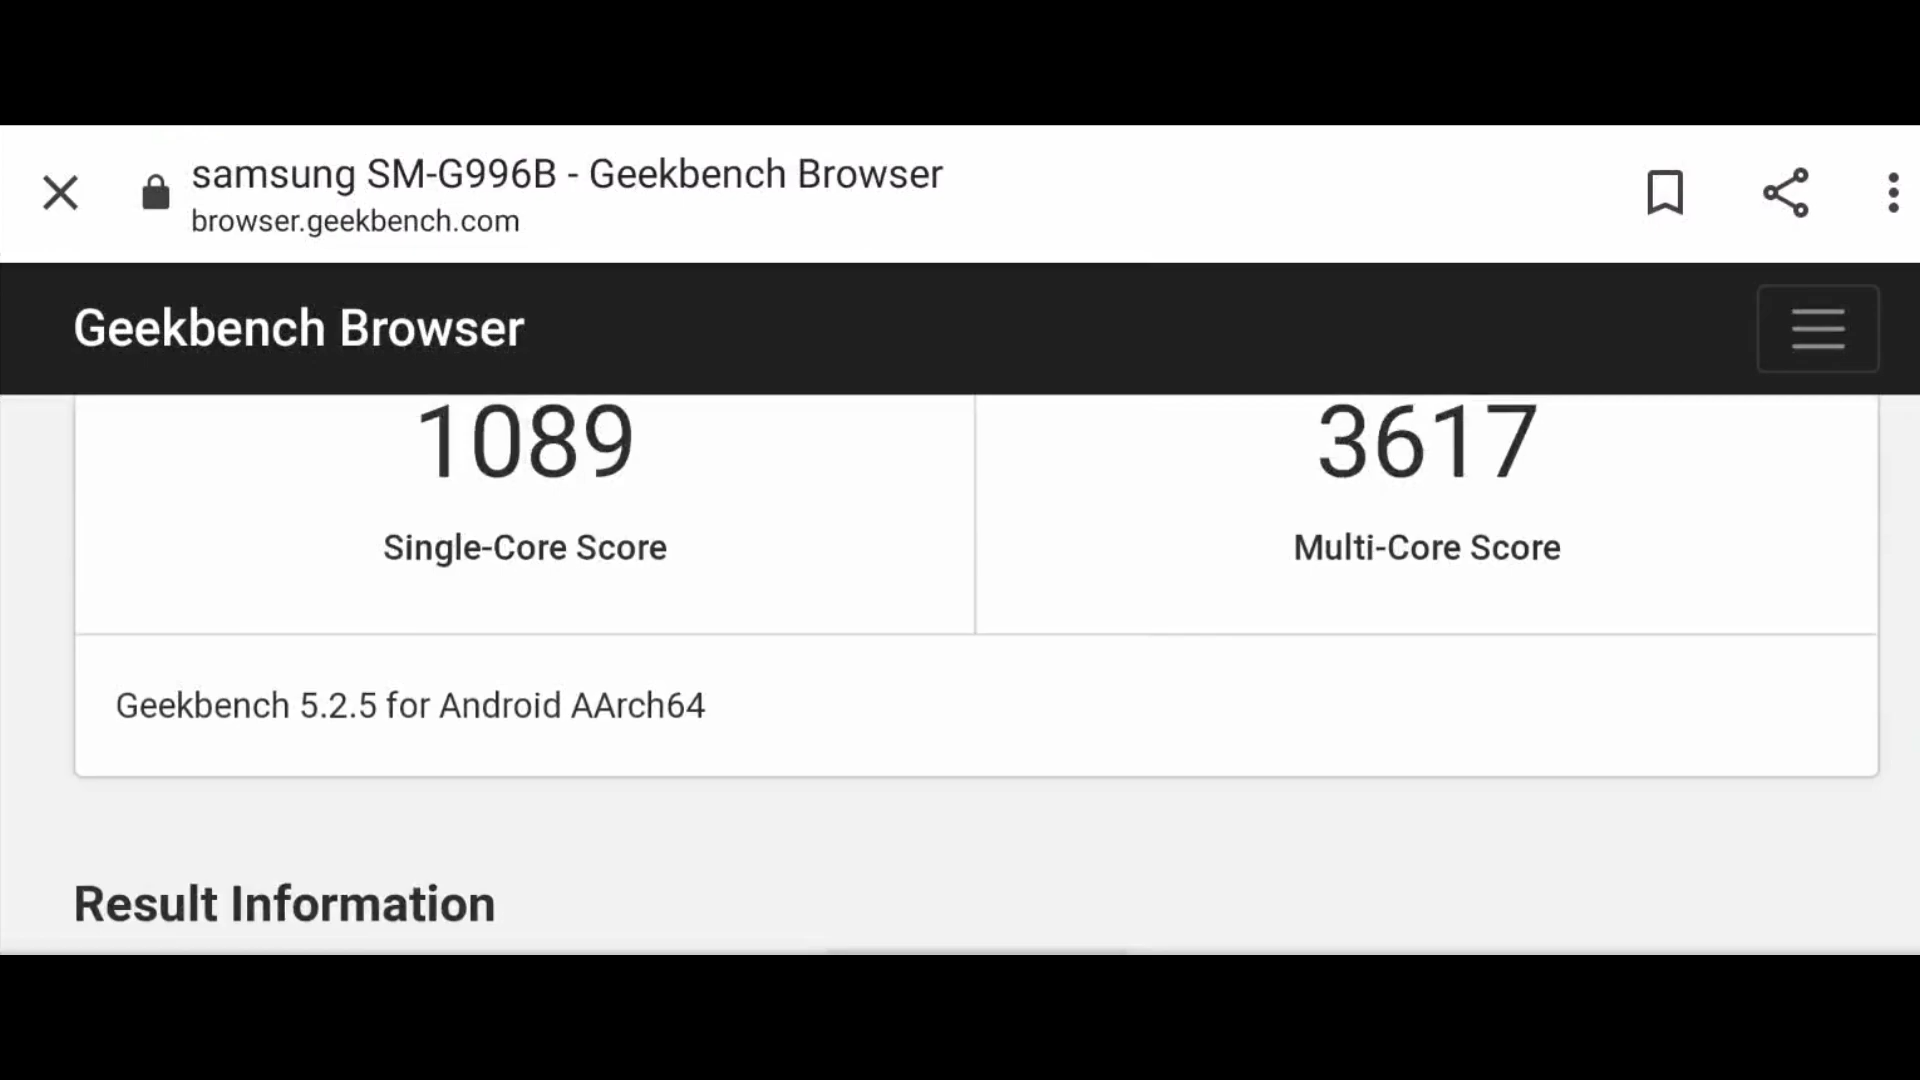 samsung SM-G996B - Geekbench Browser
browser.geekbench.com
Geekbench Browser
1089
3617
Single-Core Score
Multi-Core Score
Geekbench 5.2.5 for Android AArch64
Result Information